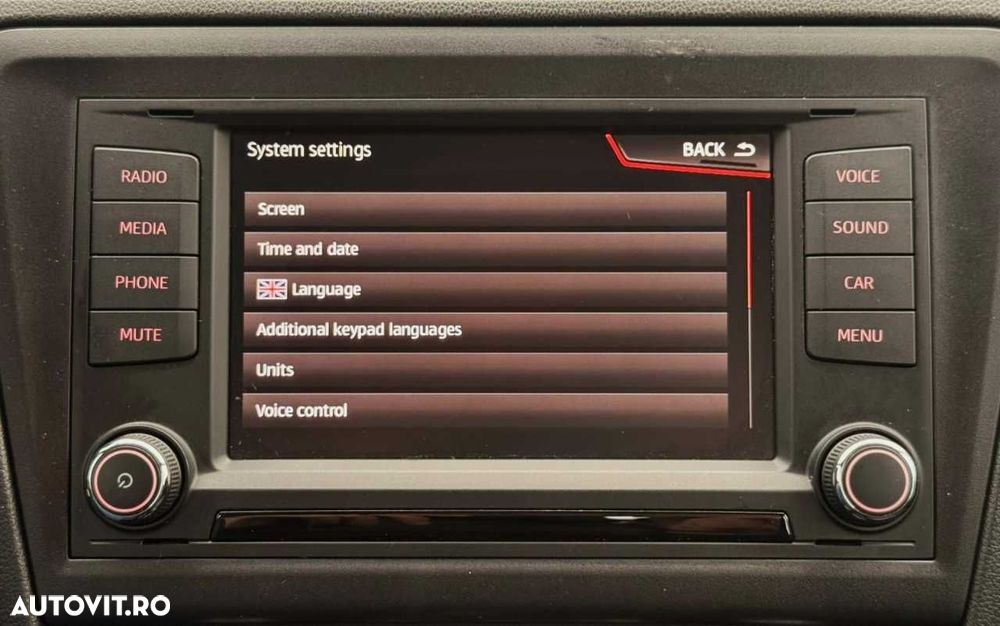 System settings
BACK
RADIO
MEDIA
PHONE
MUTE
Screen
Time and date
Language
Additional keypad languages
Units
Voice control
VOICE
SOUND
CAR
MENU
AUTOVIT.RO